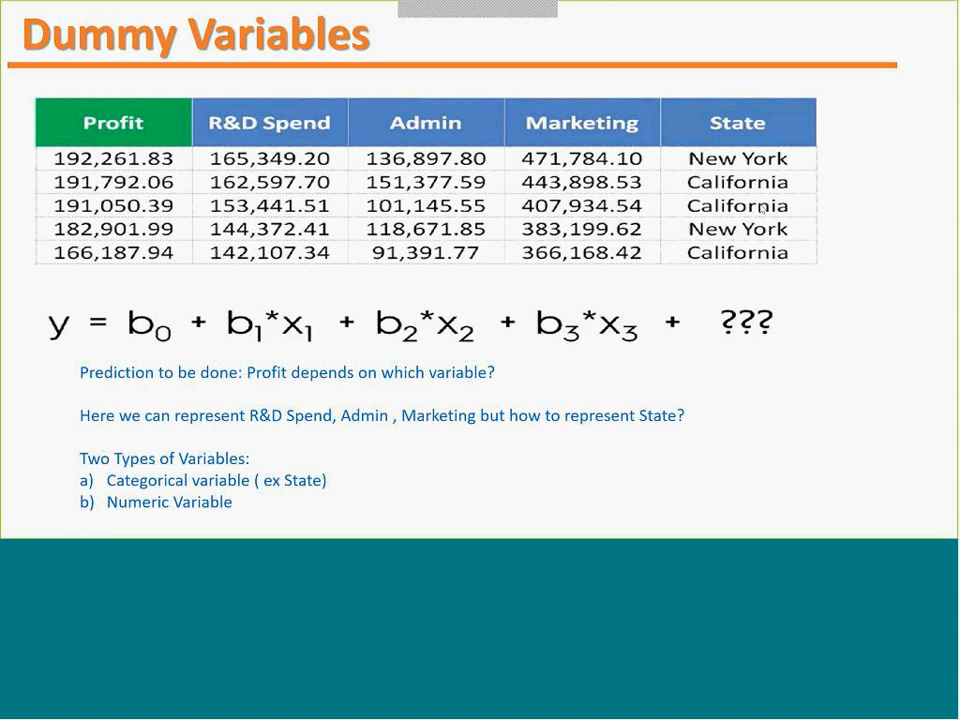 Dummy Variables
Profit R&D Spend Admin Marketing State
192,261.83 165,349.20 136,897.80 471,784.10 New York
191,792.06 162,597.70 151,377.59 443,898.53 California
191,050.39 153,441.51 101,145.55 407,934.54 California
182,901.99 144,372.41 118,671.85 383,199.62 New York
166,187.94 142,107.34 91,391.77 366,168.42 California
y = b₀ + b₁*x₁ + b₂*x₂ + b₃*x₃ + ???
Prediction to be done: Profit depends on which variable?
Here we can represent R&D Spend, Admin , Marketing but how to represent State?
Two Types of Variables:
a) Categorical variable ( ex State)
b) Numeric Variable